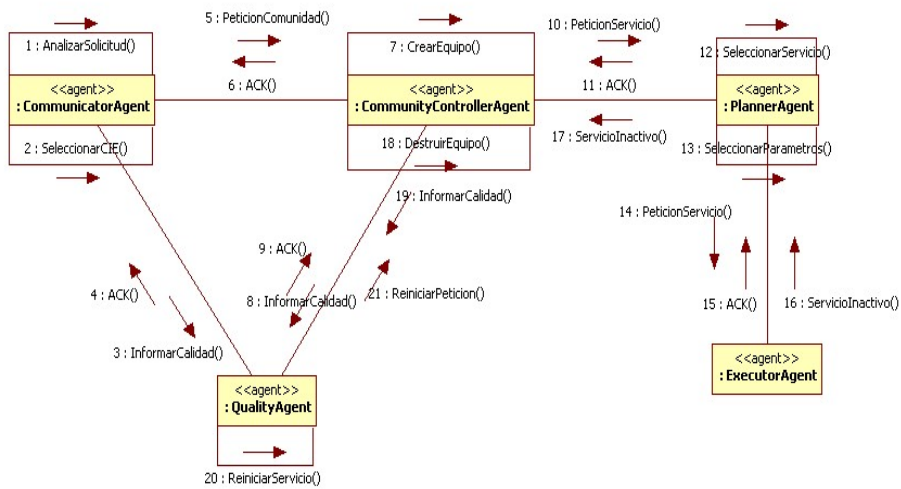 5 : PeticionComunidad()
10 : PeticionServicio()
1 : AnalizarSolicitud()
7 : CrearEquipo()
12 : SeleccionarServicio()
6 : ACK()
11 : ACK()
<<agent>>
: CommunicatorAgent
<<agent>>
: CommunityControllerAgent
<<agent>>
: PlannerAgent
2 : SeleccionarCIE()
18 : DestruirEquipo()
17 : ServicioInactivo()
13 : SeleccionarParametros()
19 : InformarCalidad()
14 : PeticionServicio()
9 : ACK()
4 : ACK()
8 : InformarCalidad()
21 : ReiniciarPeticion()
15 : ACK()
16 : ServicioInactivo()
3 : InformarCalidad()
<<agent>>
: QualityAgent
<<agent>>
: ExecutorAgent
20 : ReiniciarServicio()